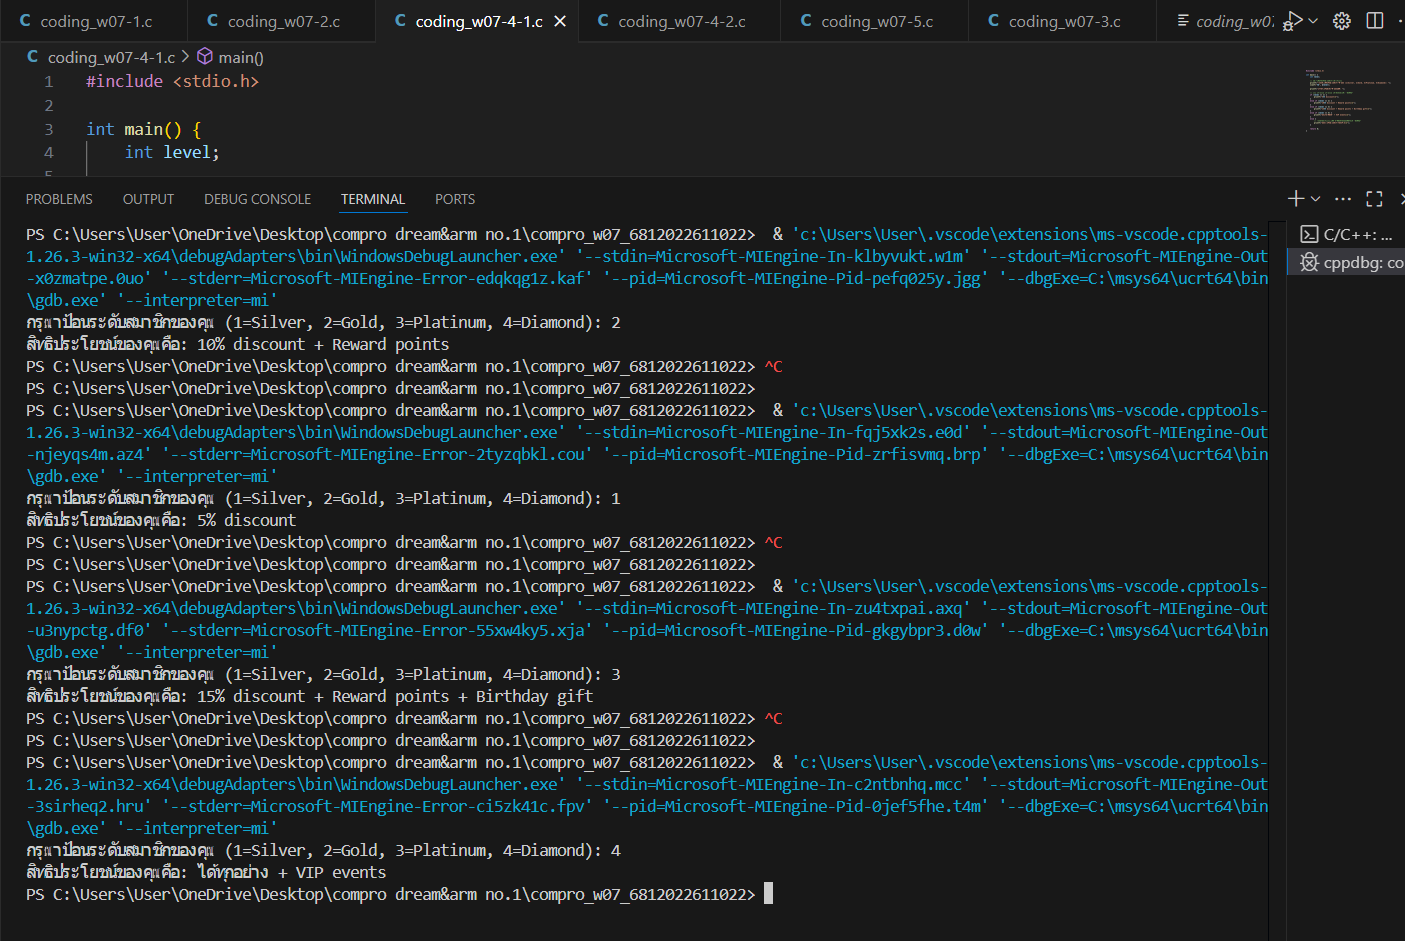 coding_w07-1.c
coding_w07-2.c
coding_w07-4-1.c
coding_w07-4-2.c
coding_w07-5.c
coding_w07-3.c
coding_w07
coding_w07-4-1.c > main()
1 #include <stdio.h>
2
3 int main() {
4 int level;
5
PROBLEMS OUTPUT DEBUG CONSOLE TERMINAL PORTS
C/C++: ...
cppdbg: co
PS C:\Users\User\OneDrive\Desktop\compro dream&arm no.1\compro_w07_6812022611022>  & 'c:\Users\User\.vscode\extensions\ms-vscode.cpptools-
1.26.3-win32-x64\debugAdapters\bin\WindowsDebugLauncher.exe' '--stdin=Microsoft-MIEngine-In-klbyvukt.w1m' '--stdout=Microsoft-MIEngine-Out
-x0zmatpe.0uo' '--stderr=Microsoft-MIEngine-Error-edqkqg1z.kaf' '--pid=Microsoft-MIEngine-Pid-pefq025y.jgg' '--dbgExe=C:\msys64\ucrt64\bin
\gdb.exe' '--interpreter=mi'
กรุณาป้อนระดับสมาชิกของคุณ (1=Silver, 2=Gold, 3=Platinum, 4=Diamond): 2
สิทธิประโยชน์ของคุณคือ: 10% discount + Reward points
PS C:\Users\User\OneDrive\Desktop\compro dream&arm no.1\compro_w07_6812022611022> ^C
PS C:\Users\User\OneDrive\Desktop\compro dream&arm no.1\compro_w07_6812022611022>
PS C:\Users\User\OneDrive\Desktop\compro dream&arm no.1\compro_w07_6812022611022>  & 'c:\Users\User\.vscode\extensions\ms-vscode.cpptools-
1.26.3-win32-x64\debugAdapters\bin\WindowsDebugLauncher.exe' '--stdin=Microsoft-MIEngine-In-fqj5xk2s.e0d' '--stdout=Microsoft-MIEngine-Out
-njeyqs4m.az4' '--stderr=Microsoft-MIEngine-Error-2tyzqbkl.cou' '--pid=Microsoft-MIEngine-Pid-zrfisvmq.brp' '--dbgExe=C:\msys64\ucrt64\bin
\gdb.exe' '--interpreter=mi'
กรุณาป้อนระดับสมาชิกของคุณ (1=Silver, 2=Gold, 3=Platinum, 4=Diamond): 1
สิทธิประโยชน์ของคุณคือ: 5% discount
PS C:\Users\User\OneDrive\Desktop\compro dream&arm no.1\compro_w07_6812022611022> ^C
PS C:\Users\User\OneDrive\Desktop\compro dream&arm no.1\compro_w07_6812022611022>
PS C:\Users\User\OneDrive\Desktop\compro dream&arm no.1\compro_w07_6812022611022>  & 'c:\Users\User\.vscode\extensions\ms-vscode.cpptools-
1.26.3-win32-x64\debugAdapters\bin\WindowsDebugLauncher.exe' '--stdin=Microsoft-MIEngine-In-zu4txpai.axq' '--stdout=Microsoft-MIEngine-Out
-u3nypctg.df0' '--stderr=Microsoft-MIEngine-Error-55xw4ky5.xja' '--pid=Microsoft-MIEngine-Pid-gkgybpr3.d0w' '--dbgExe=C:\msys64\ucrt64\bin
\gdb.exe' '--interpreter=mi'
กรุณาป้อนระดับสมาชิกของคุณ (1=Silver, 2=Gold, 3=Platinum, 4=Diamond): 3
สิทธิประโยชน์ของคุณคือ: 15% discount + Reward points + Birthday gift
PS C:\Users\User\OneDrive\Desktop\compro dream&arm no.1\compro_w07_6812022611022> ^C
PS C:\Users\User\OneDrive\Desktop\compro dream&arm no.1\compro_w07_6812022611022>
PS C:\Users\User\OneDrive\Desktop\compro dream&arm no.1\compro_w07_6812022611022>  & 'c:\Users\User\.vscode\extensions\ms-vscode.cpptools-
1.26.3-win32-x64\debugAdapters\bin\WindowsDebugLauncher.exe' '--stdin=Microsoft-MIEngine-In-c2ntbnhq.mcc' '--stdout=Microsoft-MIEngine-Out
-3sirheq2.hru' '--stderr=Microsoft-MIEngine-Error-ci5zk41c.fpv' '--pid=Microsoft-MIEngine-Pid-0jef5fhe.t4m' '--dbgExe=C:\msys64\ucrt64\bin
\gdb.exe' '--interpreter=mi'
กรุณาป้อนระดับสมาชิกของคุณ (1=Silver, 2=Gold, 3=Platinum, 4=Diamond): 4
สิทธิประโยชน์ของคุณคือ: ได้ทุกอย่าง + VIP events
PS C:\Users\User\OneDrive\Desktop\compro dream&arm no.1\compro_w07_6812022611022>